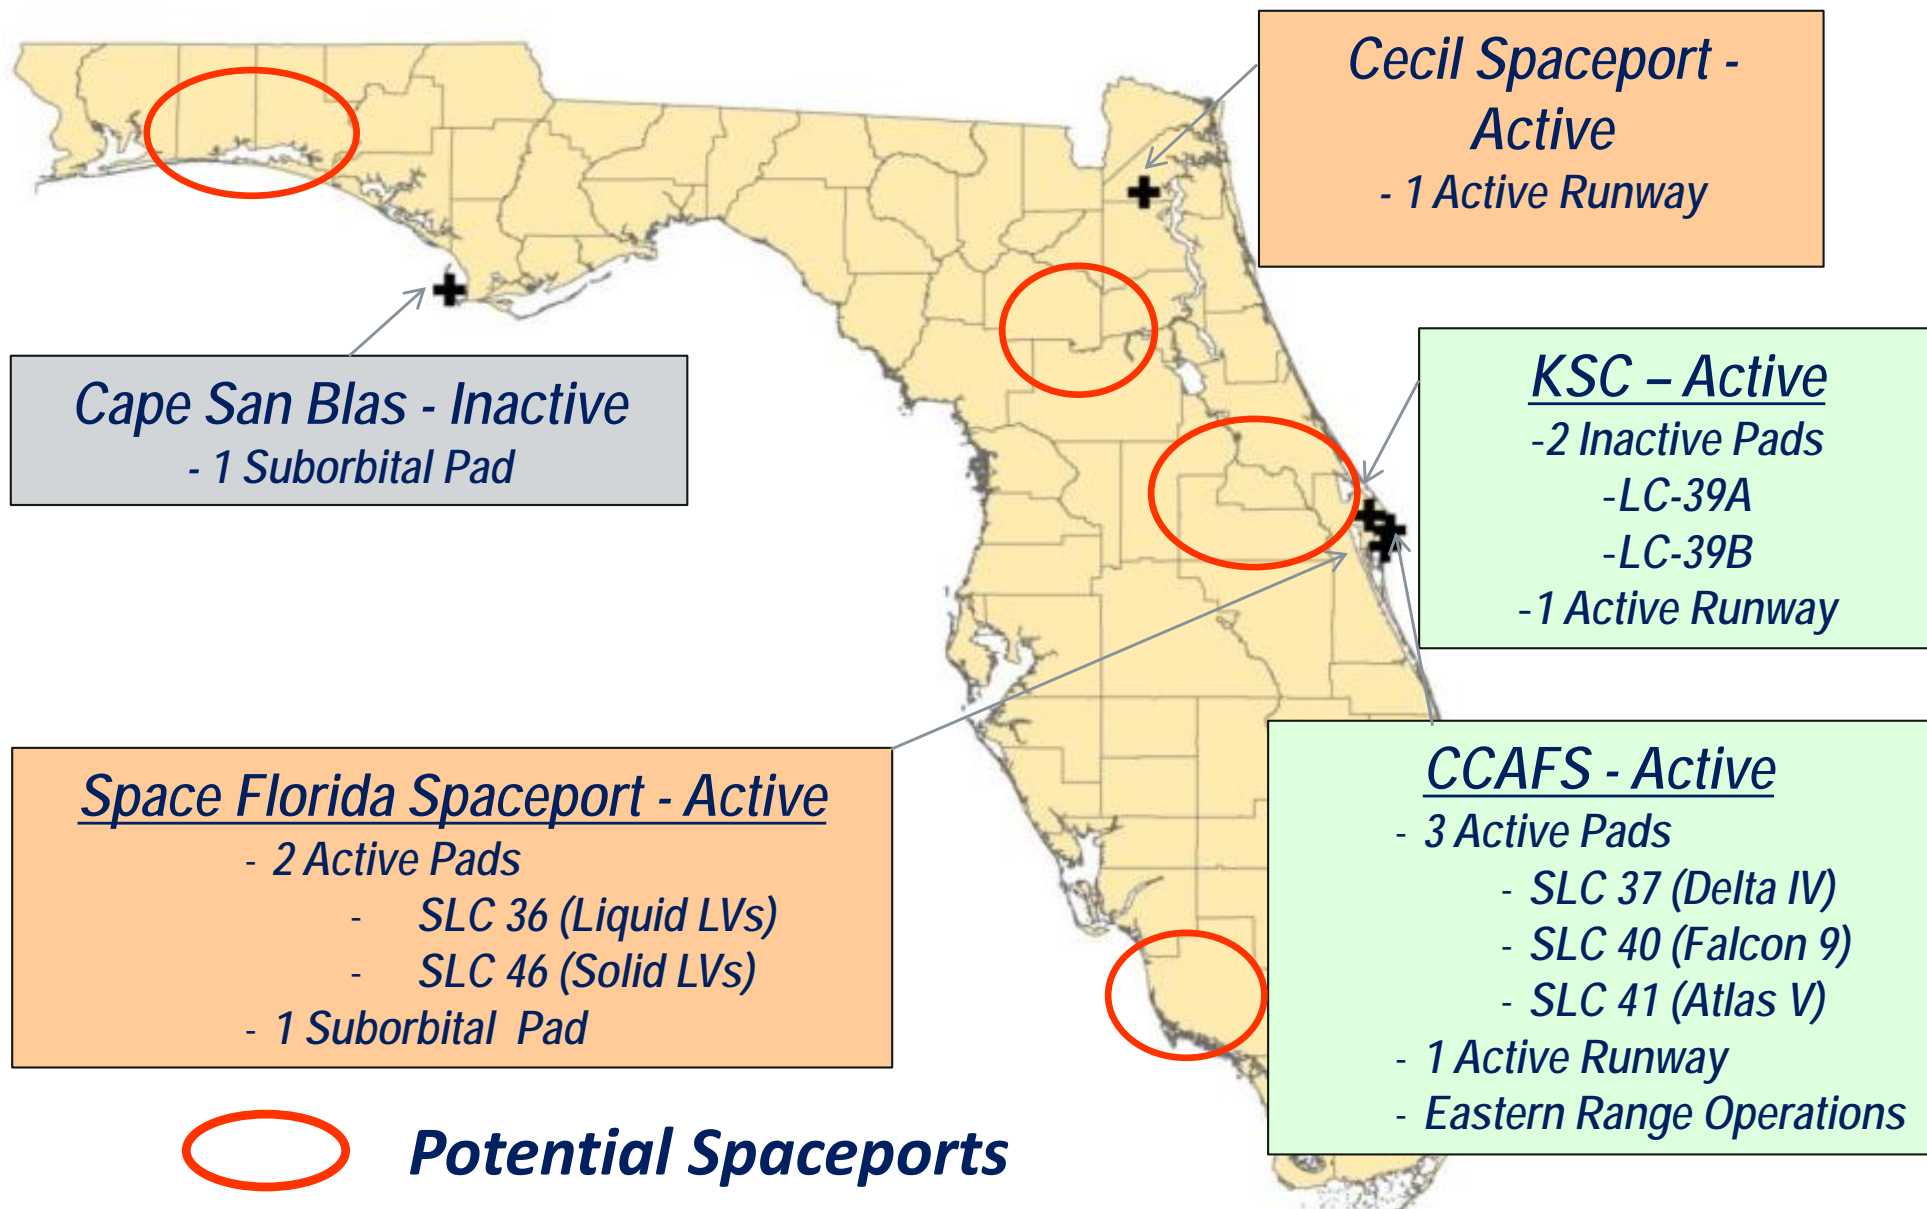 Cecil Spaceport -
Active
- 1 Active Runway
Cape San Blas - Inactive
- 1 Suborbital Pad
KSC – Active
-2 Inactive Pads
-LC-39A
-LC-39B
-1 Active Runway
Space Florida Spaceport - Active
- 2 Active Pads
- SLC 36 (Liquid LVs)
- SLC 46 (Solid LVs)
- 1 Suborbital Pad
CCAFS - Active
- 3 Active Pads
- SLC 37 (Delta IV)
- SLC 40 (Falcon 9)
- SLC 41 (Atlas V)
- 1 Active Runway
- Eastern Range Operations
Potential Spaceports